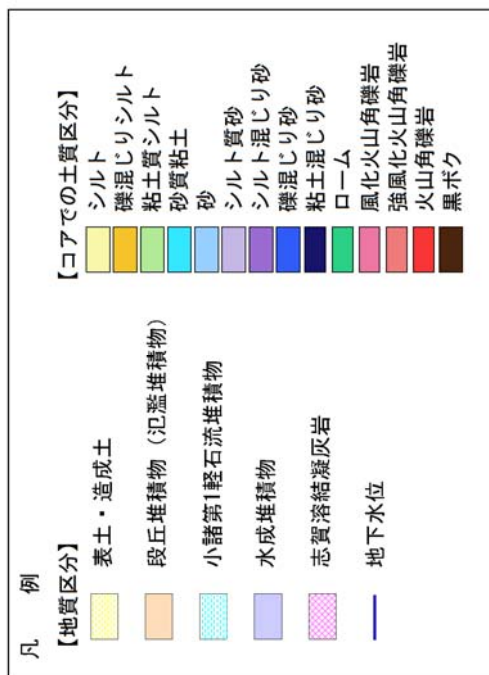 凡 例
【地質区分】
表土・造成土
段丘堆積物（氾濫堆積物）
小諸第1軽石流堆積物
水成堆積物
志賀溶結凝灰岩
地下水位
【コアでの土質区分】
シルト
礫混じりシルト
粘土質シルト
砂質粘土
砂
シルト質砂
シルト混じり砂
礫混じり砂
粘土混じり砂
ローム
風化火山角礫岩
強風化火山角礫岩
火山角礫岩
黒ボク